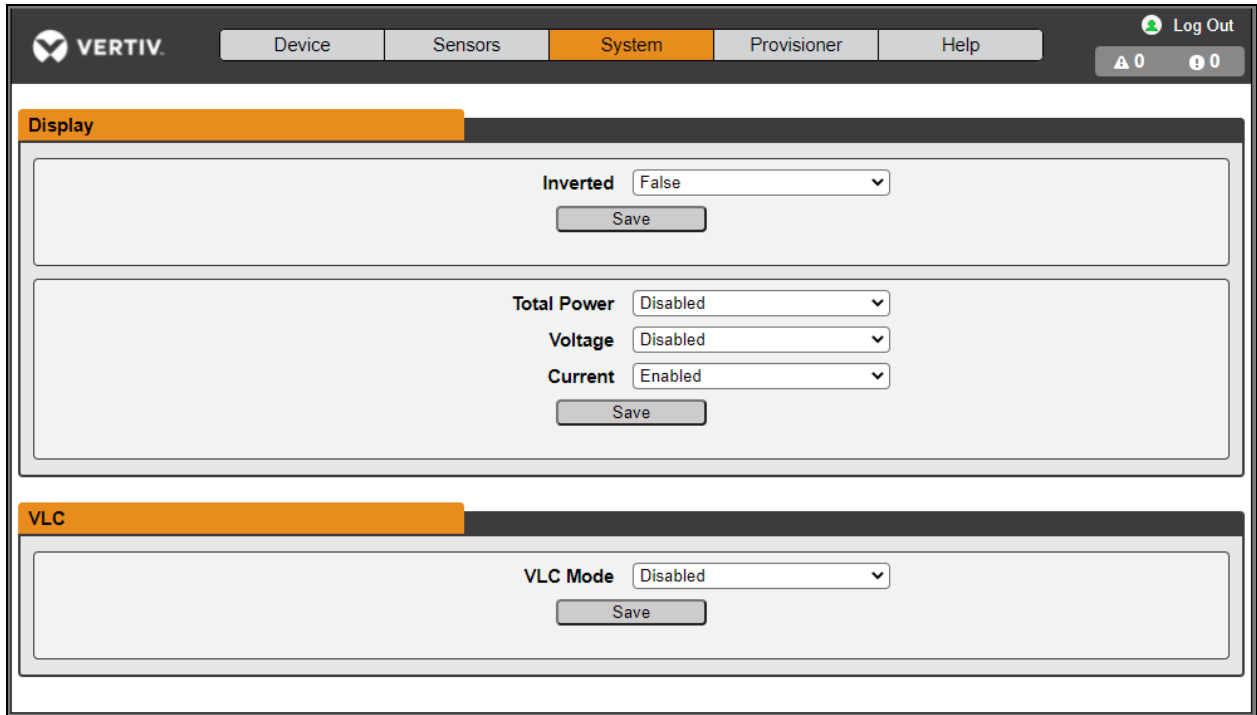 Log Out
VERTIV. Device Sensors System Provisioner Help
0 0
Display
Inverted False
Save
Total Power Disabled
Voltage Disabled
Current Enabled
Save
VLC
VLC Mode Disabled
Save